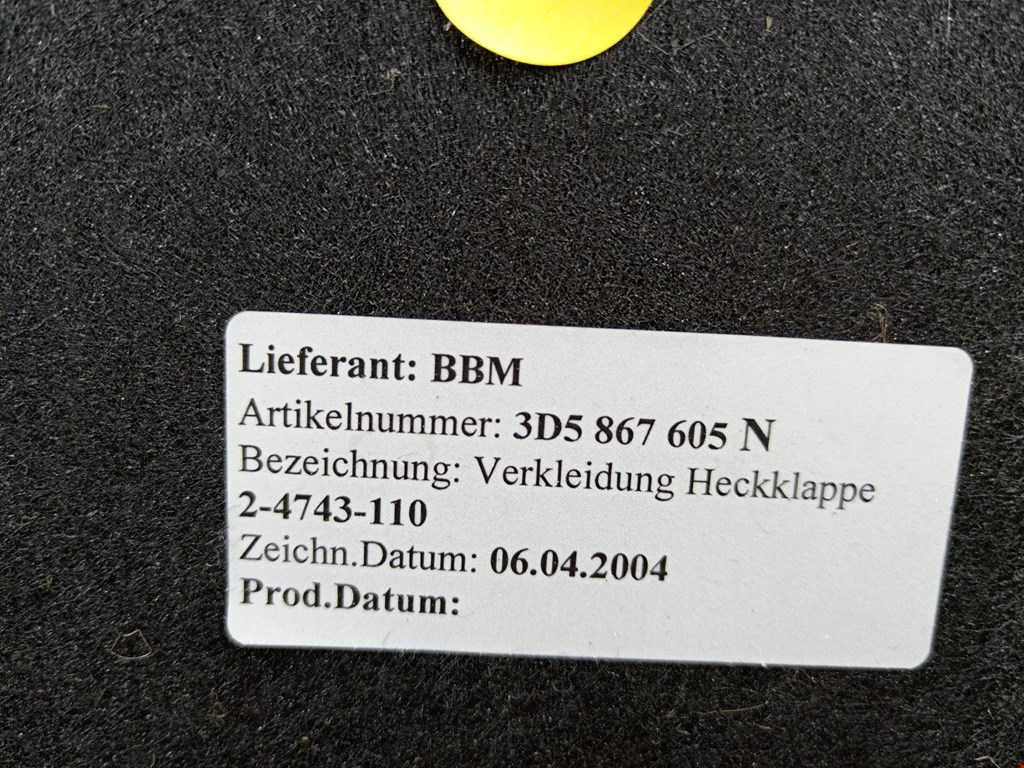 Lieferant: BBM
Artikelnummer: 3D5 867 605 N
Bezeichnung: Verkleidung Heckklappe
2-4743-110
Zeichn.Datum: 06.04.2004
Prod.Datum: